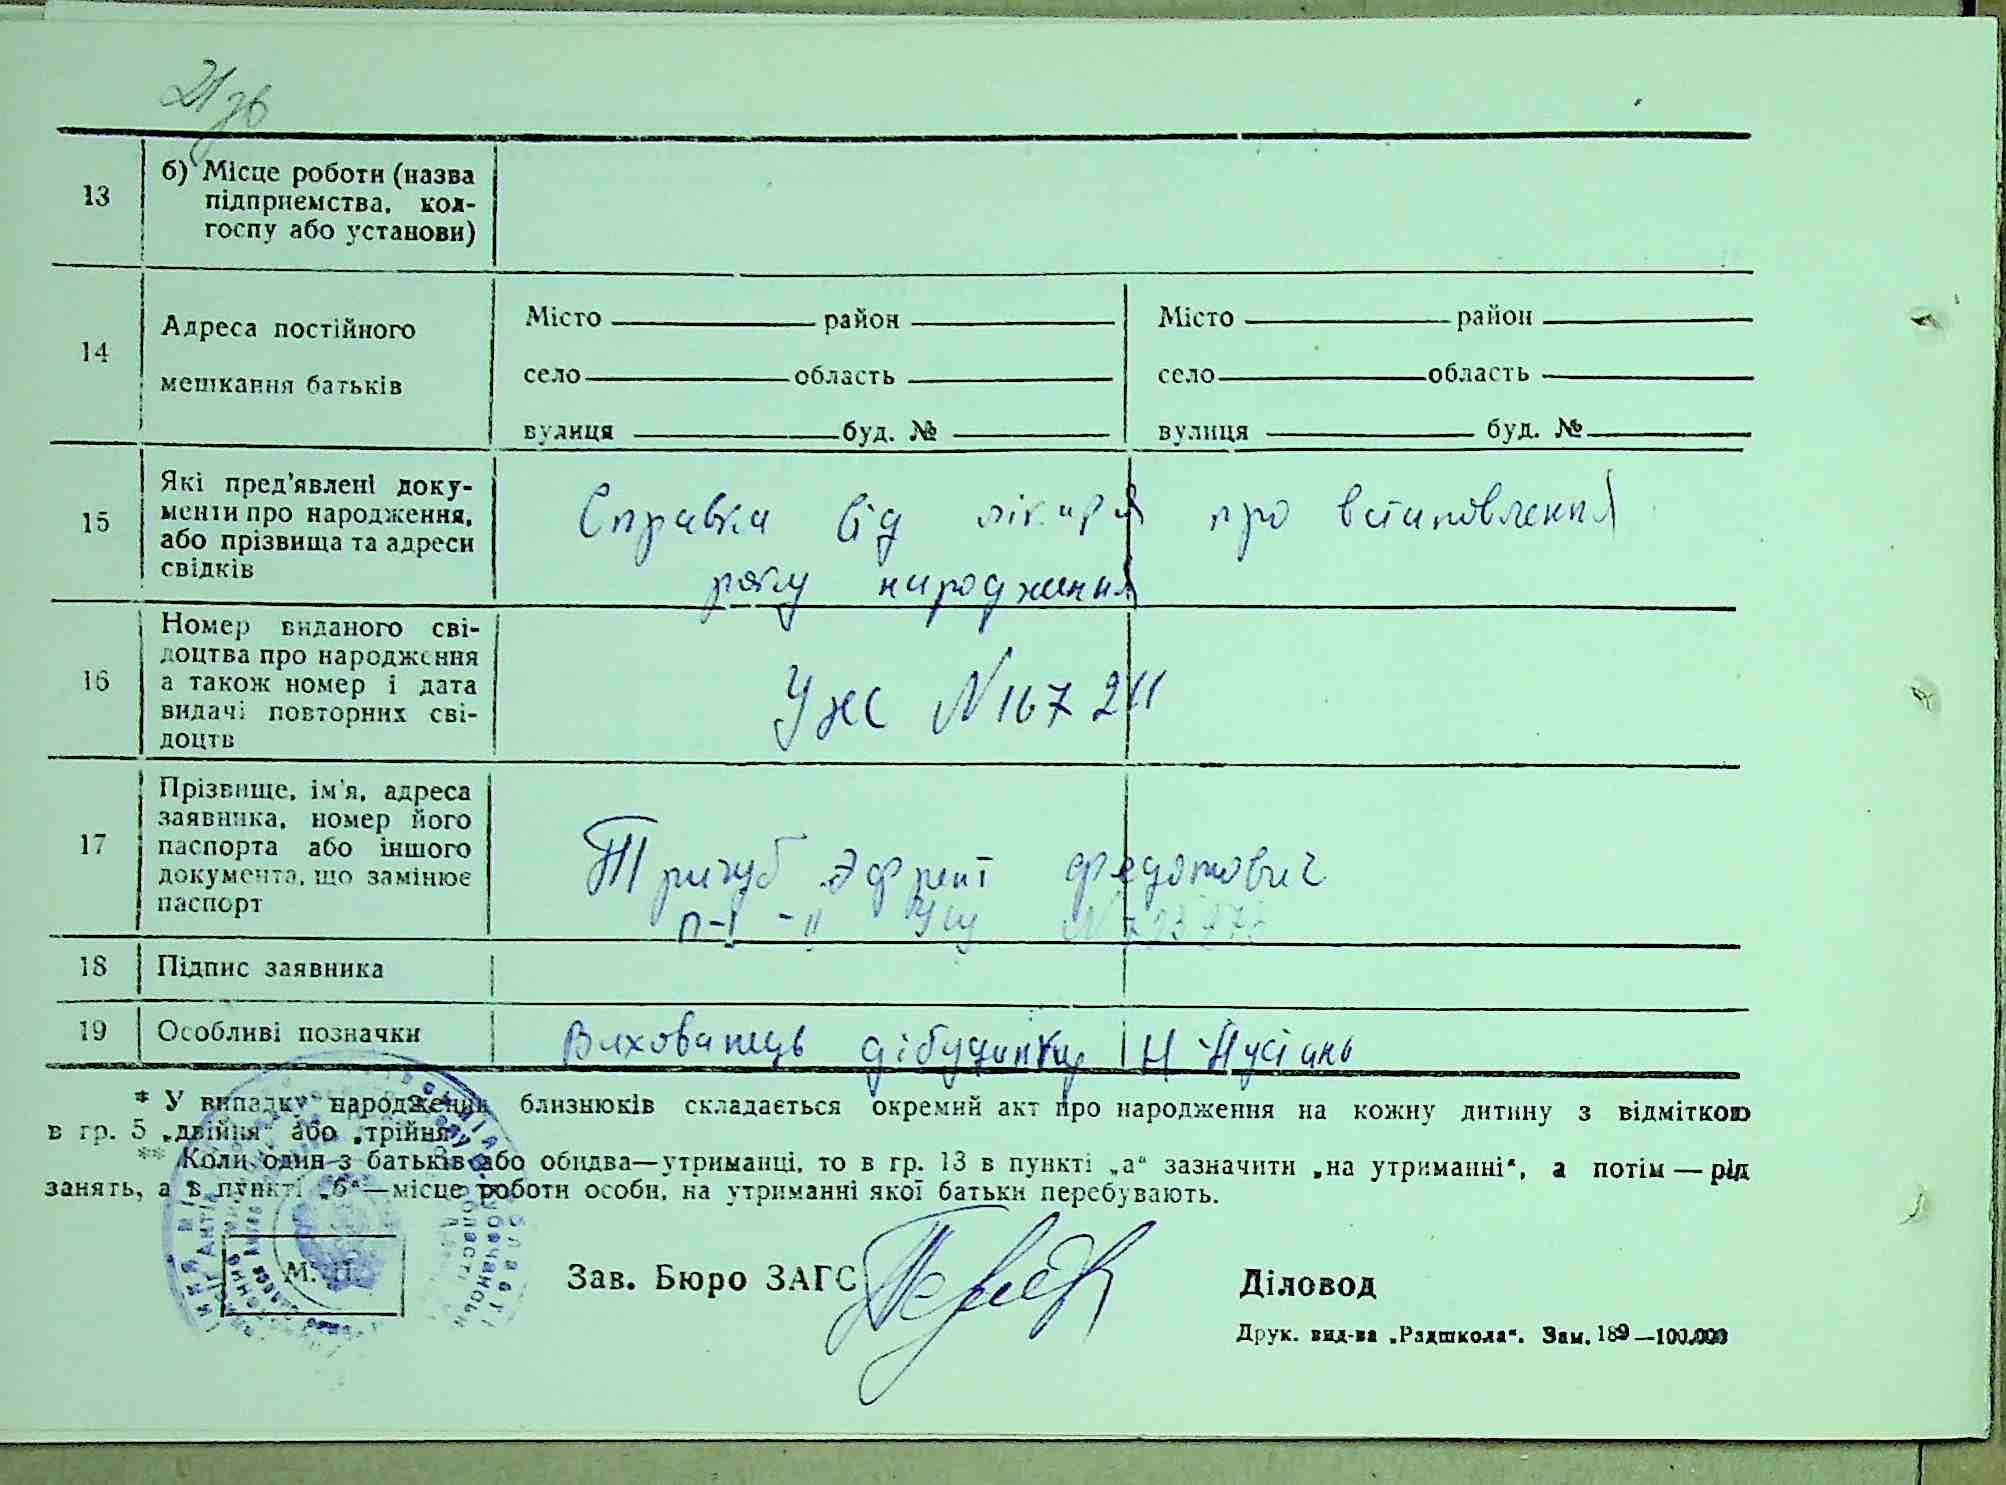 13
б) Місце роботи (назва
підприємства, кол-
госпу або установи)
14
Адреса постійного
мешкання батьків
Місто район
село область
вулиця буд. №
Місто район
село область
вулиця буд. №
15
Які пред'явлені доку-
менти про народження,
або прізвища та адреси
свідків
Справка від лікаря про встановлення
року народження
16
Номер виданого сві-
доцтва про народження
а також номер і дата
видачі повторних сві-
доцтв
УЖС N 167211
17
Прізвище, ім'я, адреса
заявника, номер його
паспорта або іншого
документа, що замінює
паспорт
Тригуб Федотович
18
Підпис заявника
19
Особливі позначки
Вихованець дібудинку
* У випадку народження близнюків складається окремий акт про народження на кожну дитину з відміткою
в гр. 5 „двійня" або „трійня"
** Коли один з батьків або обидва—утриманці, то в гр. 13 в пункті „а" зазначити „на утриманні", а потім — рід
занять, а в пункті „б"—місце роботи особи, на утриманні якої батьки перебувають.
М. П.
Зав. Бюро ЗАГС
Діловод
Друк. вид-ва „Радшкола". Зам. 189—100.000